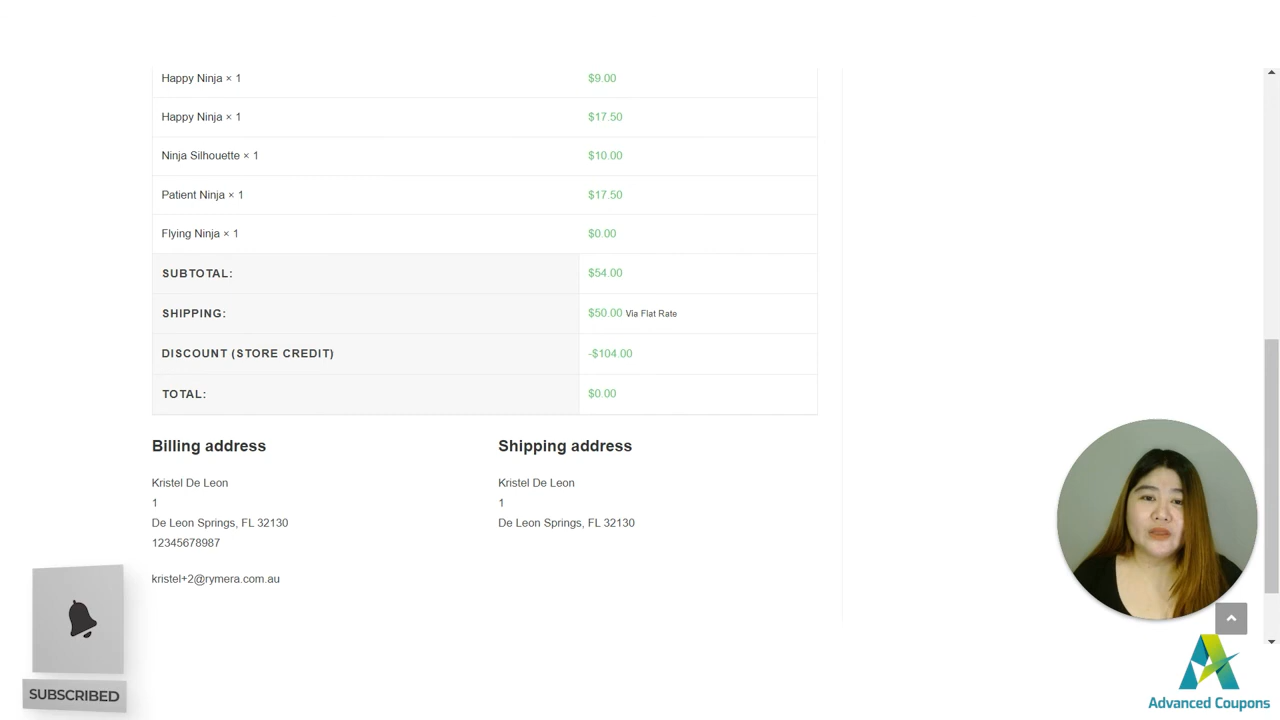 Happy Ninja × 1 $9.00
Happy Ninja × 1 $17.50
Ninja Silhouette × 1 $10.00
Patient Ninja × 1 $17.50
Flying Ninja × 1 $0.00
SUBTOTAL: $54.00
SHIPPING: $50.00 Via Flat Rate
DISCOUNT (STORE CREDIT) -$104.00
TOTAL: $0.00
Billing address
Kristel De Leon
1
De Leon Springs, FL 32130
12345678987
kristel+2@rymera.com.au
Shipping address
Kristel De Leon
1
De Leon Springs, FL 32130
SUBSCRIBED
Advanced Coupons